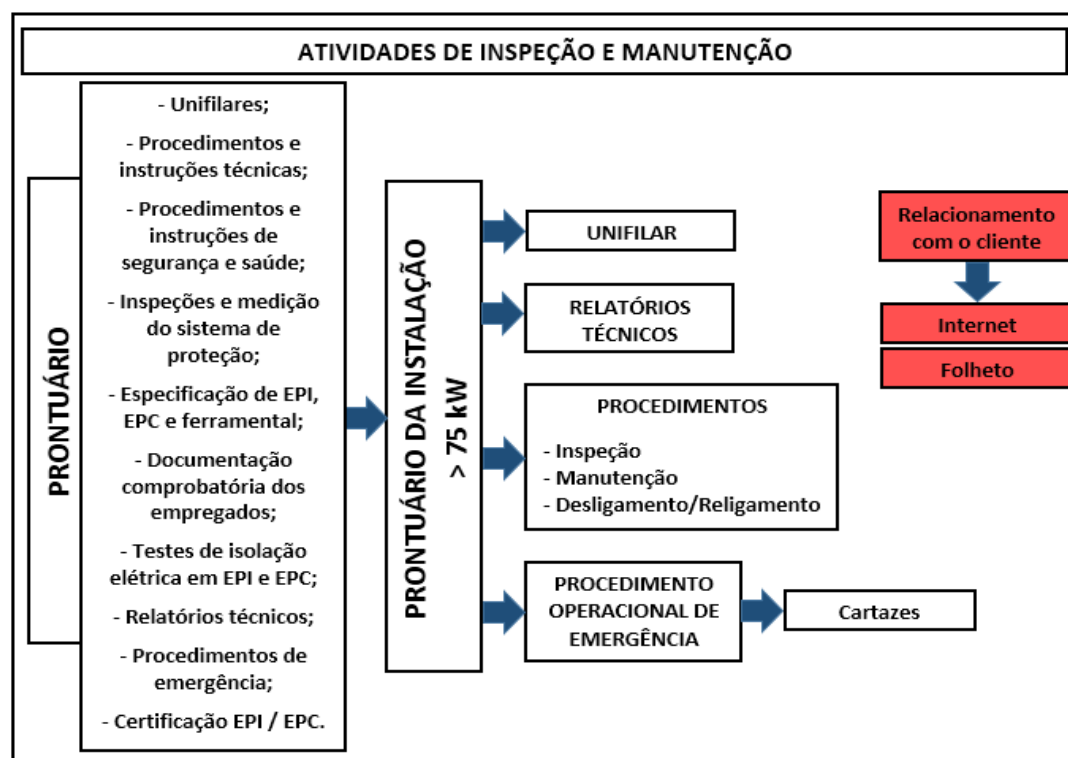 ATIVIDADES DE INSPEÇÃO E MANUTENÇÃO
PRONTUÁRIO
- Unifilares;
- Procedimentos e
instruções técnicas;
- Procedimentos e
instruções de
segurança e saúde;
- Inspeções e medição
do sistema de
proteção;
- Especificação de EPI,
EPC e ferramental;
- Documentação
comprobatória dos
empregados;
- Testes de isolação
elétrica em EPI e EPC;
- Relatórios técnicos;
- Procedimentos de
emergência;
- Certificação EPI / EPC.
PRONTUÁRIO DA INSTALAÇÃO
> 75 kW
UNIFILAR
RELATÓRIOS
TÉCNICOS
PROCEDIMENTOS
- Inspeção
- Manutenção
- Desligamento/Religamento
PROCEDIMENTO
OPERACIONAL DE
EMERGÊNCIA
Cartazes
Relacionamento
com o cliente
Internet
Folheto